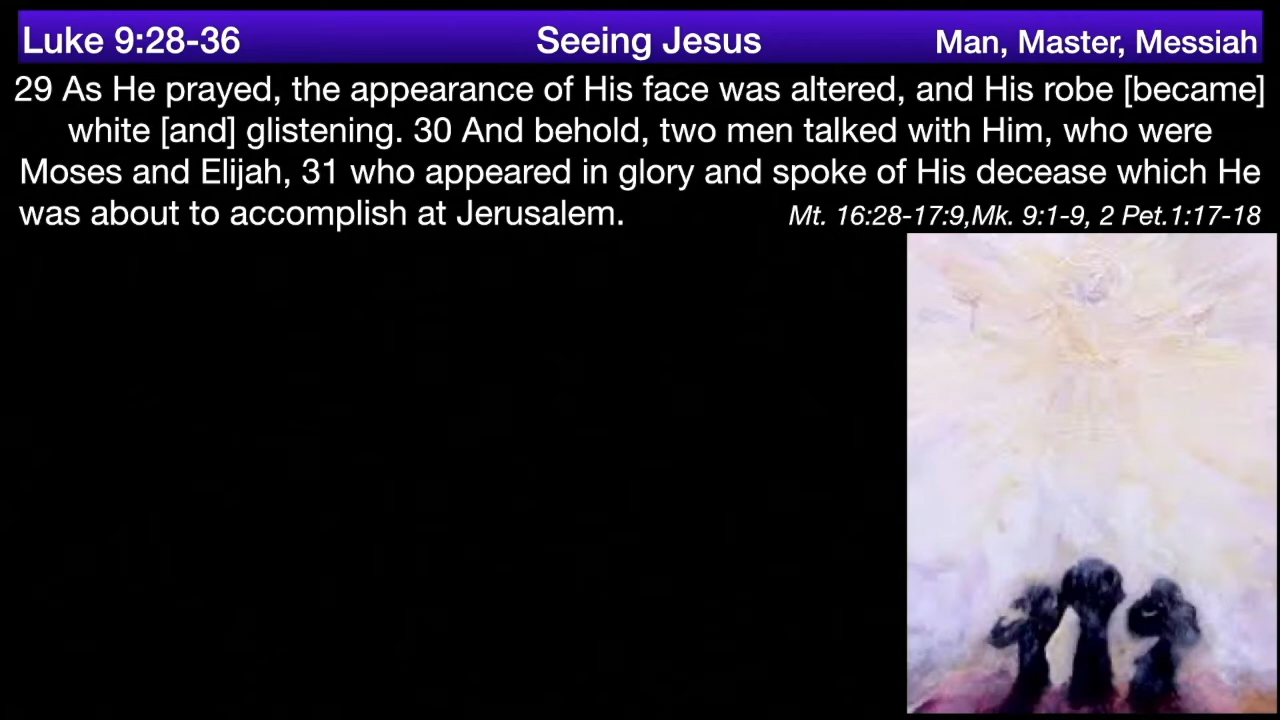 Luke 9:28-36 Seeing Jesus Man, Master, Messiah
29 As He prayed, the appearance of His face was altered, and His robe [became]
white [and] glistening. 30 And behold, two men talked with Him, who were
Moses and Elijah, 31 who appeared in glory and spoke of His decease which He
was about to accomplish at Jerusalem. Mt. 16:28-17:9,Mk. 9:1-9, 2 Pet.1:17-18